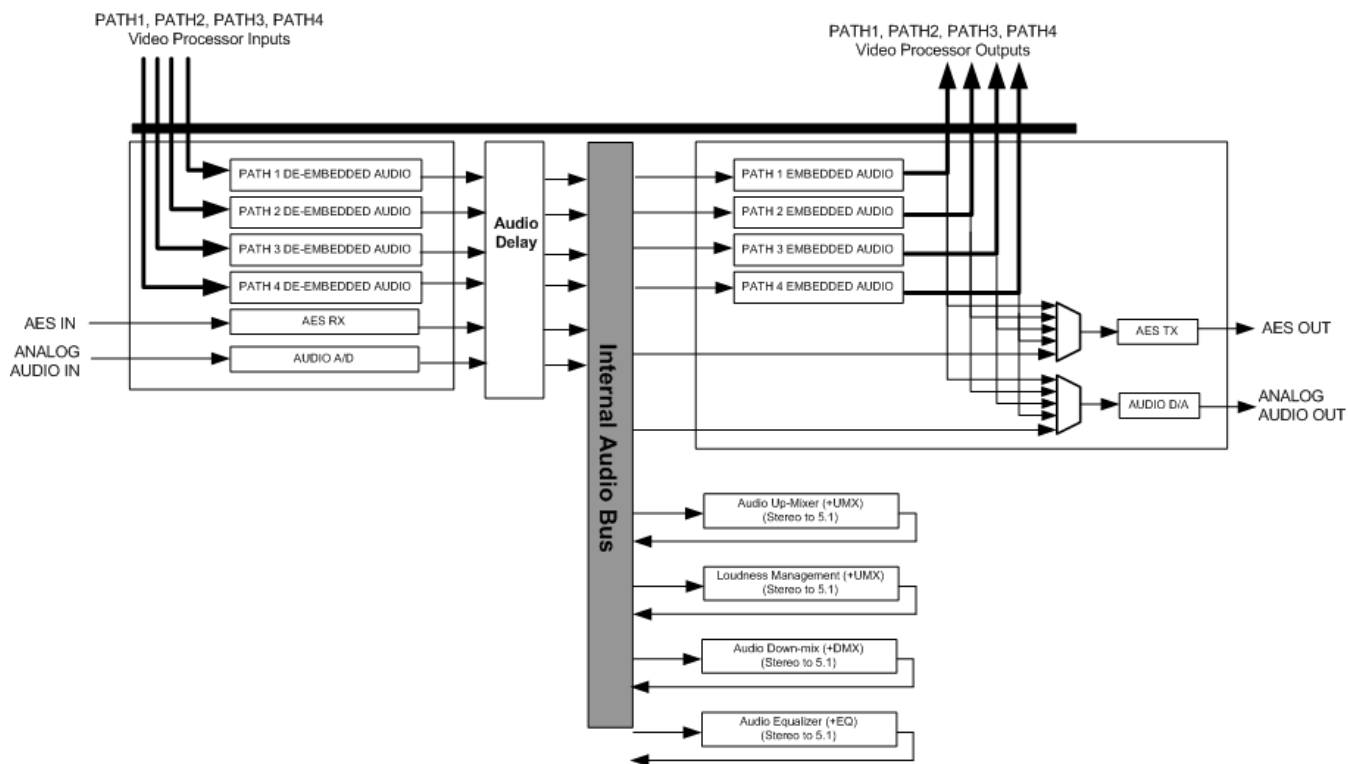 PATH1, PATH2, PATH3, PATH4
Video Processor Inputs
PATH1, PATH2, PATH3, PATH4
Video Processor Outputs
PATH 1 DE-EMBEDDED AUDIO
PATH 2 DE-EMBEDDED AUDIO
PATH 3 DE-EMBEDDED AUDIO
PATH 4 DE-EMBEDDED AUDIO
AES IN
AES RX
ANALOG
AUDIO IN
AUDIO A/D
Audio
Delay
Internal Audio Bus
PATH 1 EMBEDDED AUDIO
PATH 2 EMBEDDED AUDIO
PATH 3 EMBEDDED AUDIO
PATH 4 EMBEDDED AUDIO
AES TX
AES OUT
AUDIO D/A
ANALOG
AUDIO OUT
Audio Up-Mixer (+UMX)
(Stereo to 5.1)
Loudness Management (+UMX)
(Stereo to 5.1)
Audio Down-mix (+DMX)
(Stereo to 5.1)
Audio Equalizer (+EQ)
(Stereo to 5.1)